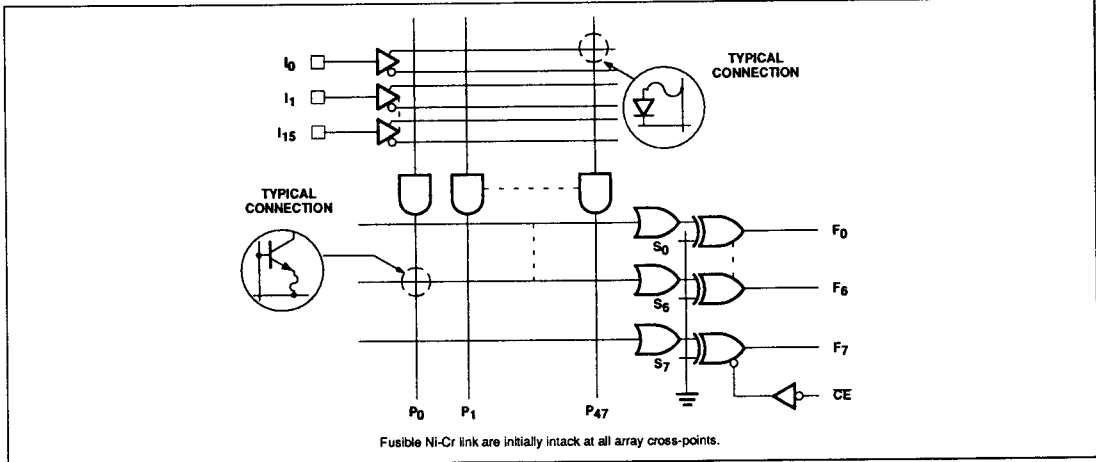 I0
I1
I15
TYPICAL
CONNECTION
TYPICAL
CONNECTION
S0
F0
S6
F6
S7
F7
CE
P0
P1
P47
Fusible Ni-Cr link are initially intack at all array cross-points.